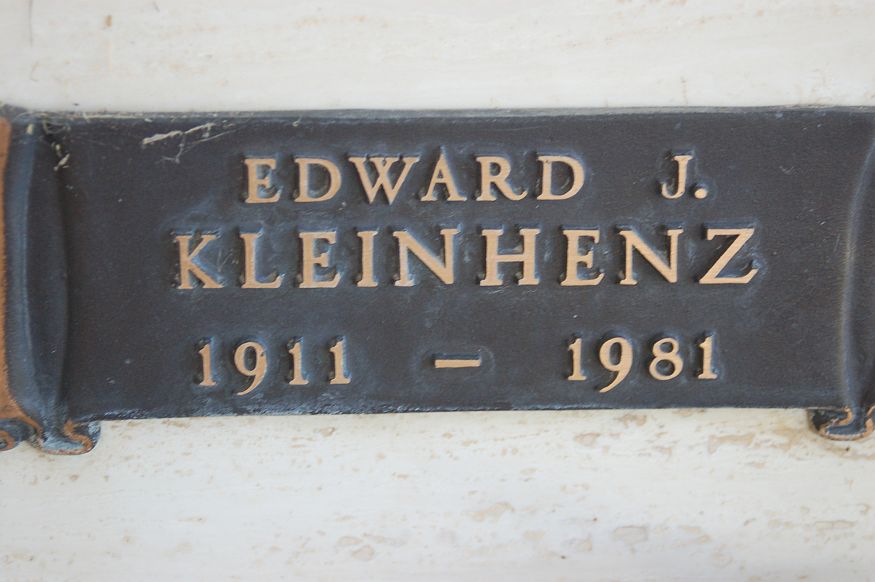 EDWARD J.
KLEINHENZ
1911 – 1981